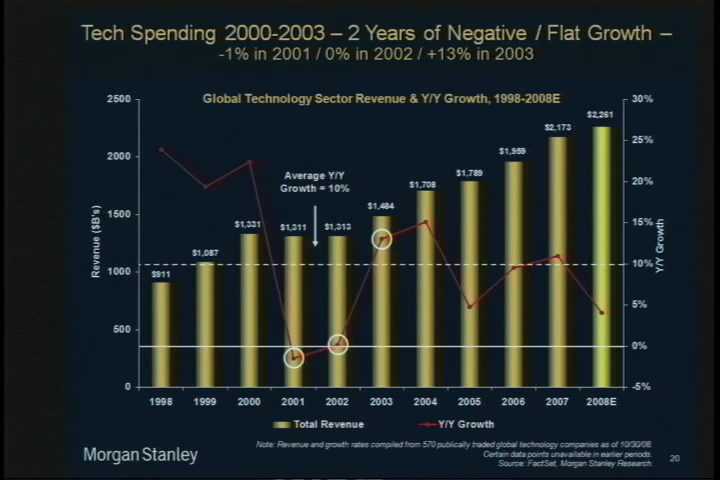 Tech Spending 2000-2003 – 2 Years of Negative / Flat Growth –
-1% in 2001 / 0% in 2002 / +13% in 2003
Global Technology Sector Revenue & Y/Y Growth, 1998-2008E
Revenue ($B's)
2500
2000
1500
1000
500
0
$911
$1,087
$1,331
$1,311
$1,313
$1,484
$1,708
$1,789
$1,959
$2,173
$2,261
Average Y/Y
Growth = 10%
30%
25%
20%
15%
10%
5%
0%
-5%
Y/Y Growth
1998 1999 2000 2001 2002 2003 2004 2005 2006 2007 2008E
Total Revenue Y/Y Growth
Morgan Stanley
Note: Revenue and growth rates compiled from 570 publically traded global technology companies as of 10/30/08.
Certain data points unavailable in earlier periods.
Source: FactSet, Morgan Stanley Research.
20